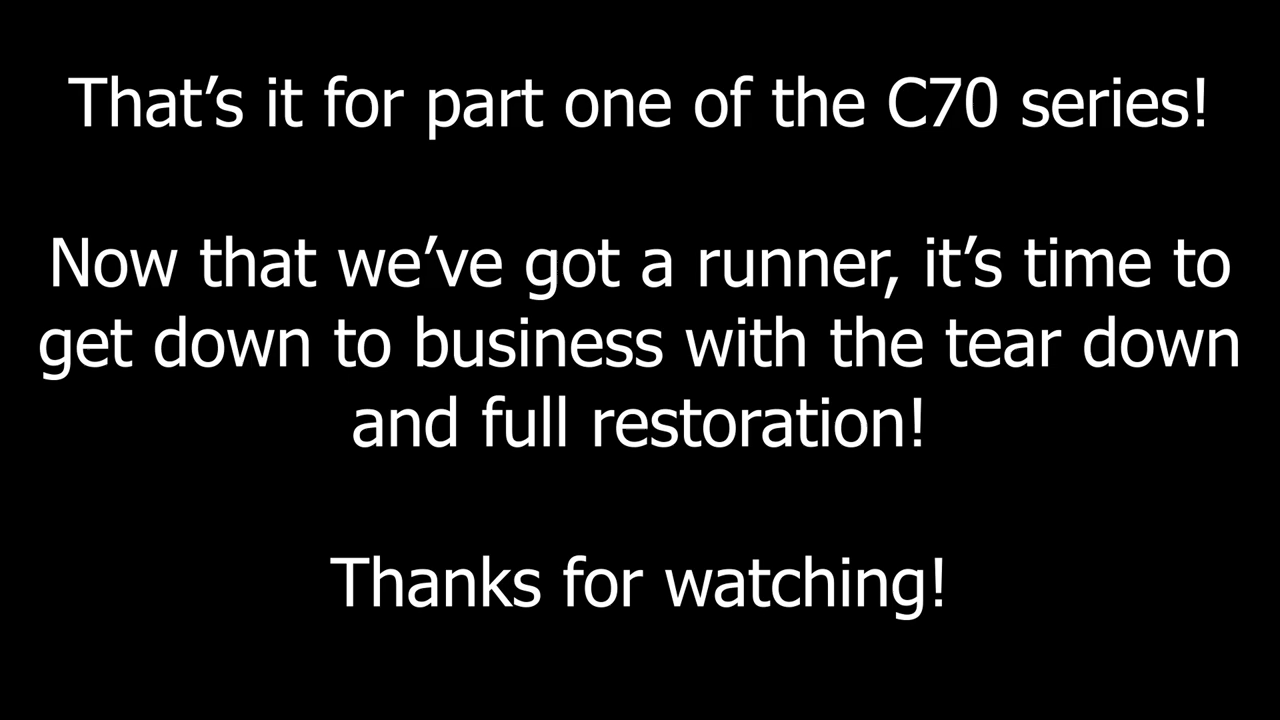 That’s it for part one of the C70 series!
Now that we’ve got a runner, it’s time to
get down to business with the tear down
and full restoration!
Thanks for watching!